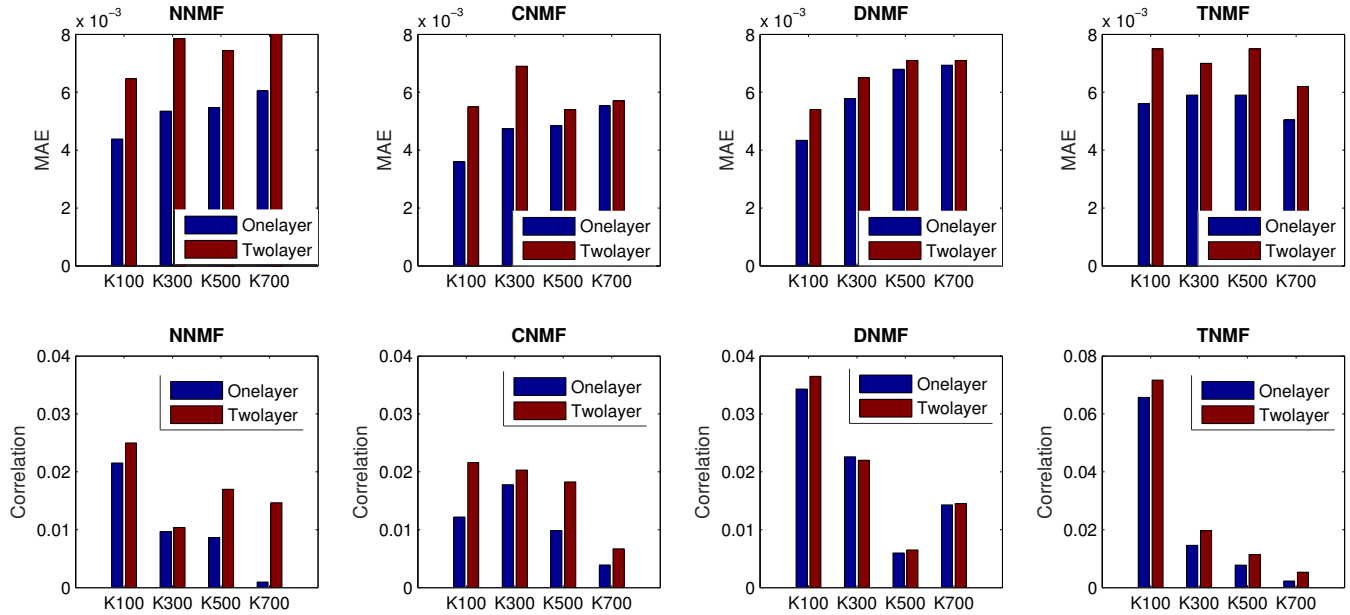 NNMF
x 10^-3
MAE
8
6
4
2
0
K100 K300 K500 K700
Onelayer
Twolayer
CNMF
x 10^-3
MAE
8
6
4
2
0
K100 K300 K500 K700
Onelayer
Twolayer
DNMF
x 10^-3
MAE
8
6
4
2
0
K100 K300 K500 K700
Onelayer
Twolayer
TNMF
x 10^-3
MAE
8
6
4
2
0
K100 K300 K500 K700
Onelayer
Twolayer
NNMF
Correlation
0.04
0.03
0.02
0.01
0
K100 K300 K500 K700
Onelayer
Twolayer
CNMF
Correlation
0.04
0.03
0.02
0.01
0
K100 K300 K500 K700
Onelayer
Twolayer
DNMF
Correlation
0.04
0.03
0.02
0.01
0
K100 K300 K500 K700
Onelayer
Twolayer
TNMF
Correlation
0.08
0.06
0.04
0.02
0
K100 K300 K500 K700
Onelayer
Twolayer